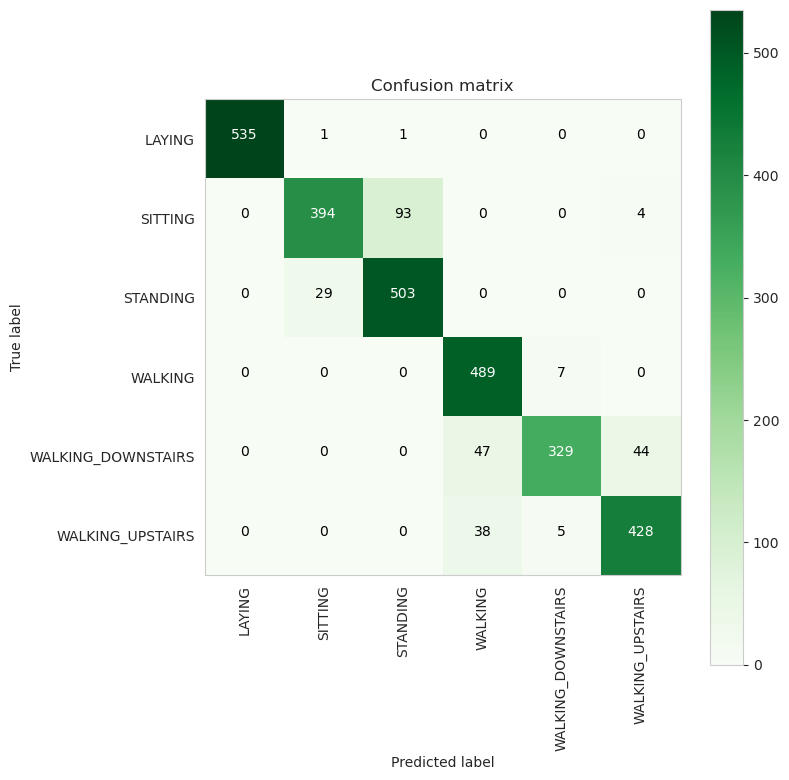 Confusion matrix
True label
LAYING 535 1 1 0 0 0
SITTING 0 394 93 0 0 4
STANDING 0 29 503 0 0 0
WALKING 0 0 0 489 7 0
WALKING_DOWNSTAIRS 0 0 0 47 329 44
WALKING_UPSTAIRS 0 0 0 38 5 428
LAYING SITTING STANDING WALKING WALKING_DOWNSTAIRS WALKING_UPSTAIRS
Predicted label
500
400
300
200
100
0